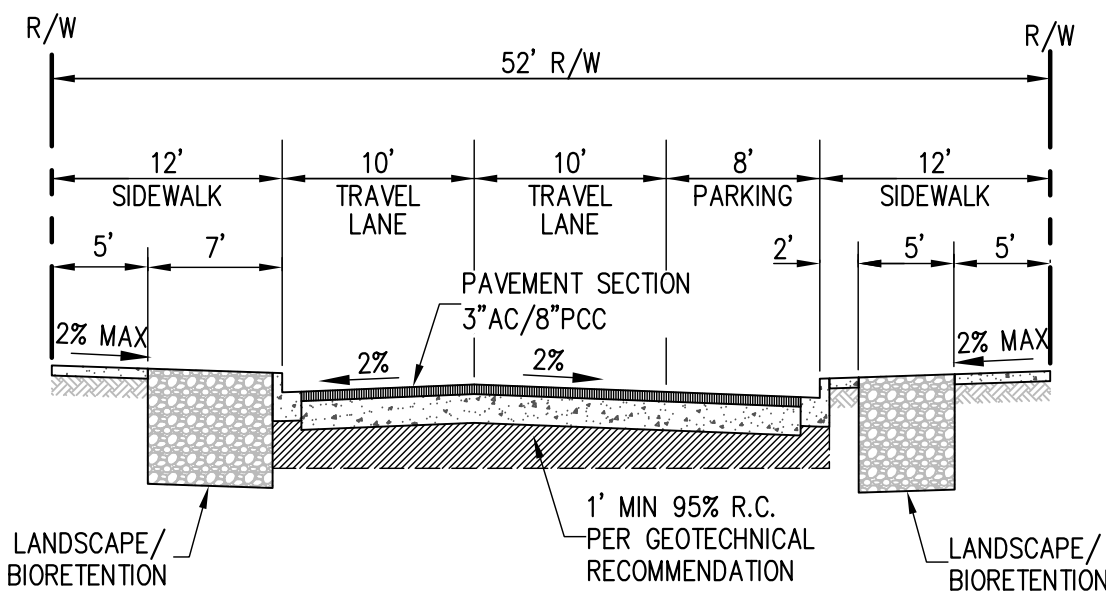 R/W
R/W
52' R/W
12'
10'
10'
8'
12'
SIDEWALK
TRAVEL
LANE
TRAVEL
LANE
PARKING
SIDEWALK
5'
7'
2'
5'
5'
PAVEMENT SECTION
3"AC/8"PCC
2% MAX
2%
2%
2% MAX
1' MIN 95% R.C.
PER GEOTECHNICAL
RECOMMENDATION
LANDSCAPE/
BIORETENTION
LANDSCAPE/
BIORETENTION